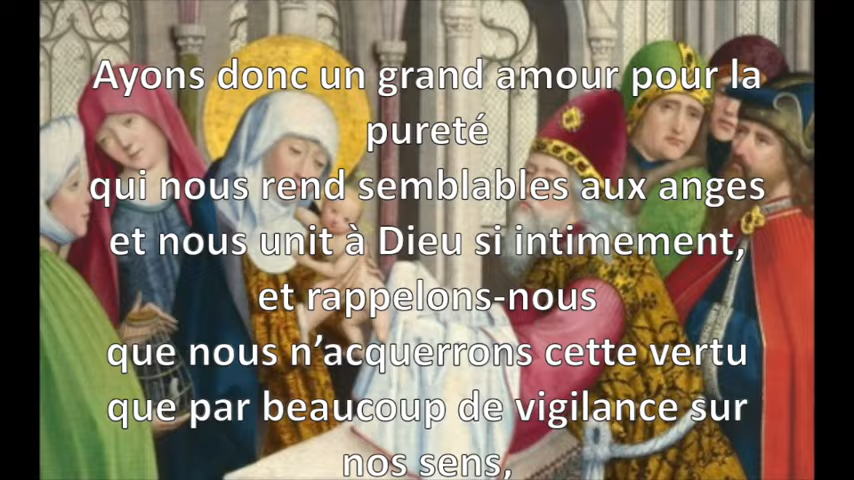 Ayons donc un grand amour pour la
pureté
qui nous rend semblables aux anges
et nous unit à Dieu si intimement,
et rappelons-nous
que nous n’acquerrons cette vertu
que par beaucoup de vigilance sur
nos sens,